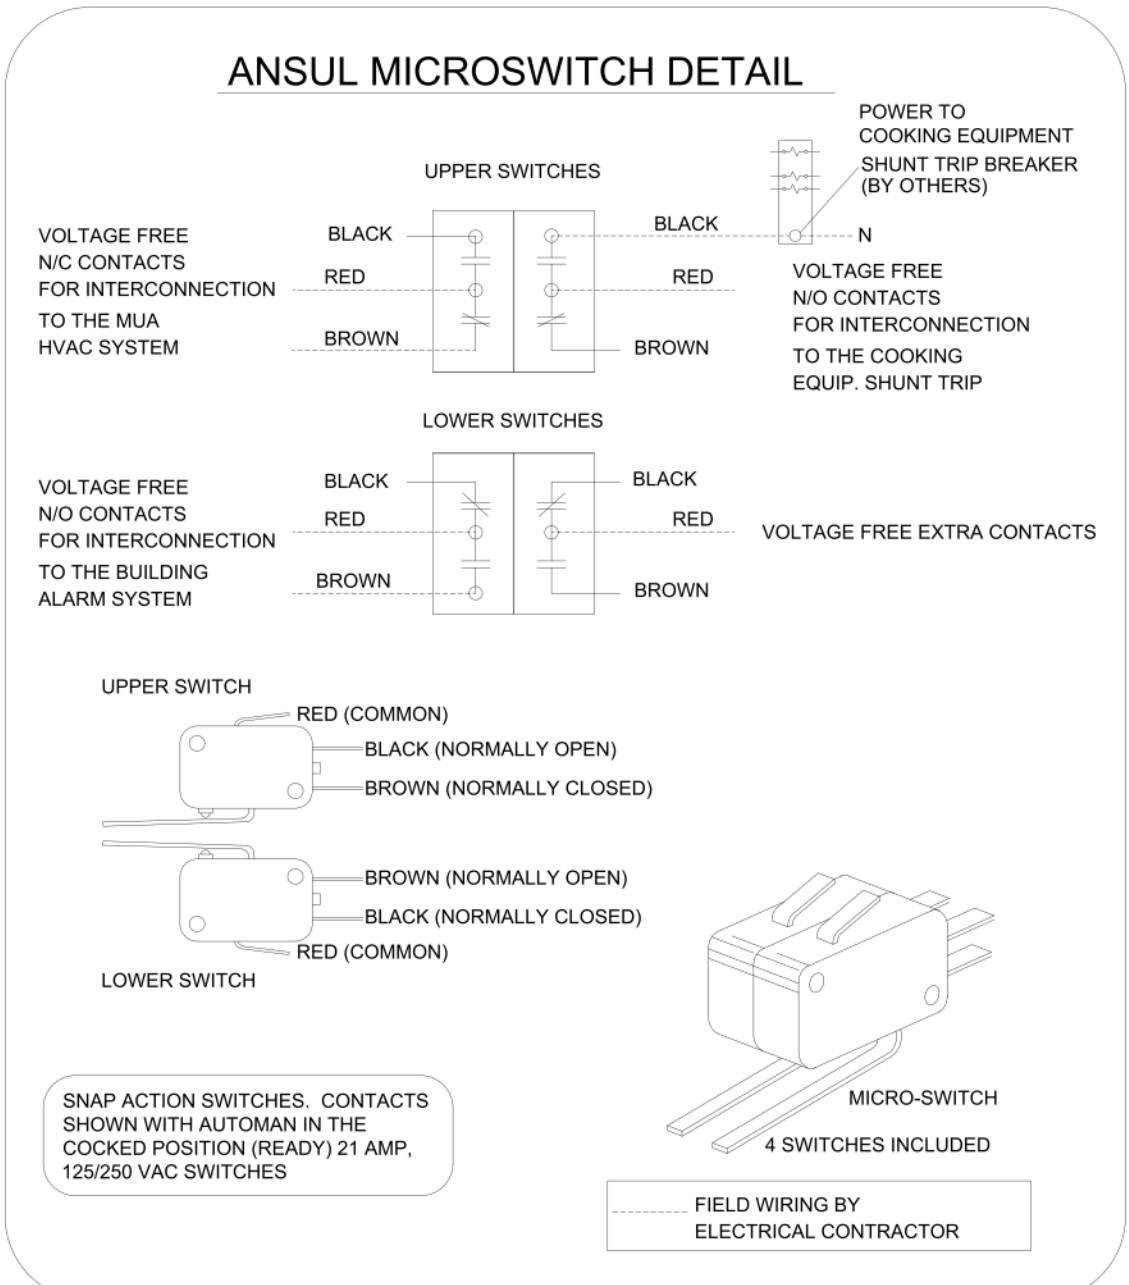 ANSUL MICROSWITCH DETAIL
POWER TO
COOKING EQUIPMENT
SHUNT TRIP BREAKER
(BY OTHERS)
UPPER SWITCHES
VOLTAGE FREE
N/C CONTACTS
FOR INTERCONNECTION
TO THE MUA
HVAC SYSTEM
BLACK
RED
BROWN
BLACK
N
RED
BROWN
VOLTAGE FREE
N/O CONTACTS
FOR INTERCONNECTION
TO THE COOKING
EQUIP. SHUNT TRIP
LOWER SWITCHES
VOLTAGE FREE
N/O CONTACTS
FOR INTERCONNECTION
TO THE BUILDING
ALARM SYSTEM
BLACK
RED
BROWN
BLACK
RED
BROWN
VOLTAGE FREE EXTRA CONTACTS
UPPER SWITCH
RED (COMMON)
BLACK (NORMALLY OPEN)
BROWN (NORMALLY CLOSED)
BROWN (NORMALLY OPEN)
BLACK (NORMALLY CLOSED)
RED (COMMON)
LOWER SWITCH
SNAP ACTION SWITCHES. CONTACTS
SHOWN WITH AUTOMAN IN THE
COCKED POSITION (READY) 21 AMP,
125/250 VAC SWITCHES
MICRO-SWITCH
4 SWITCHES INCLUDED
FIELD WIRING BY
ELECTRICAL CONTRACTOR